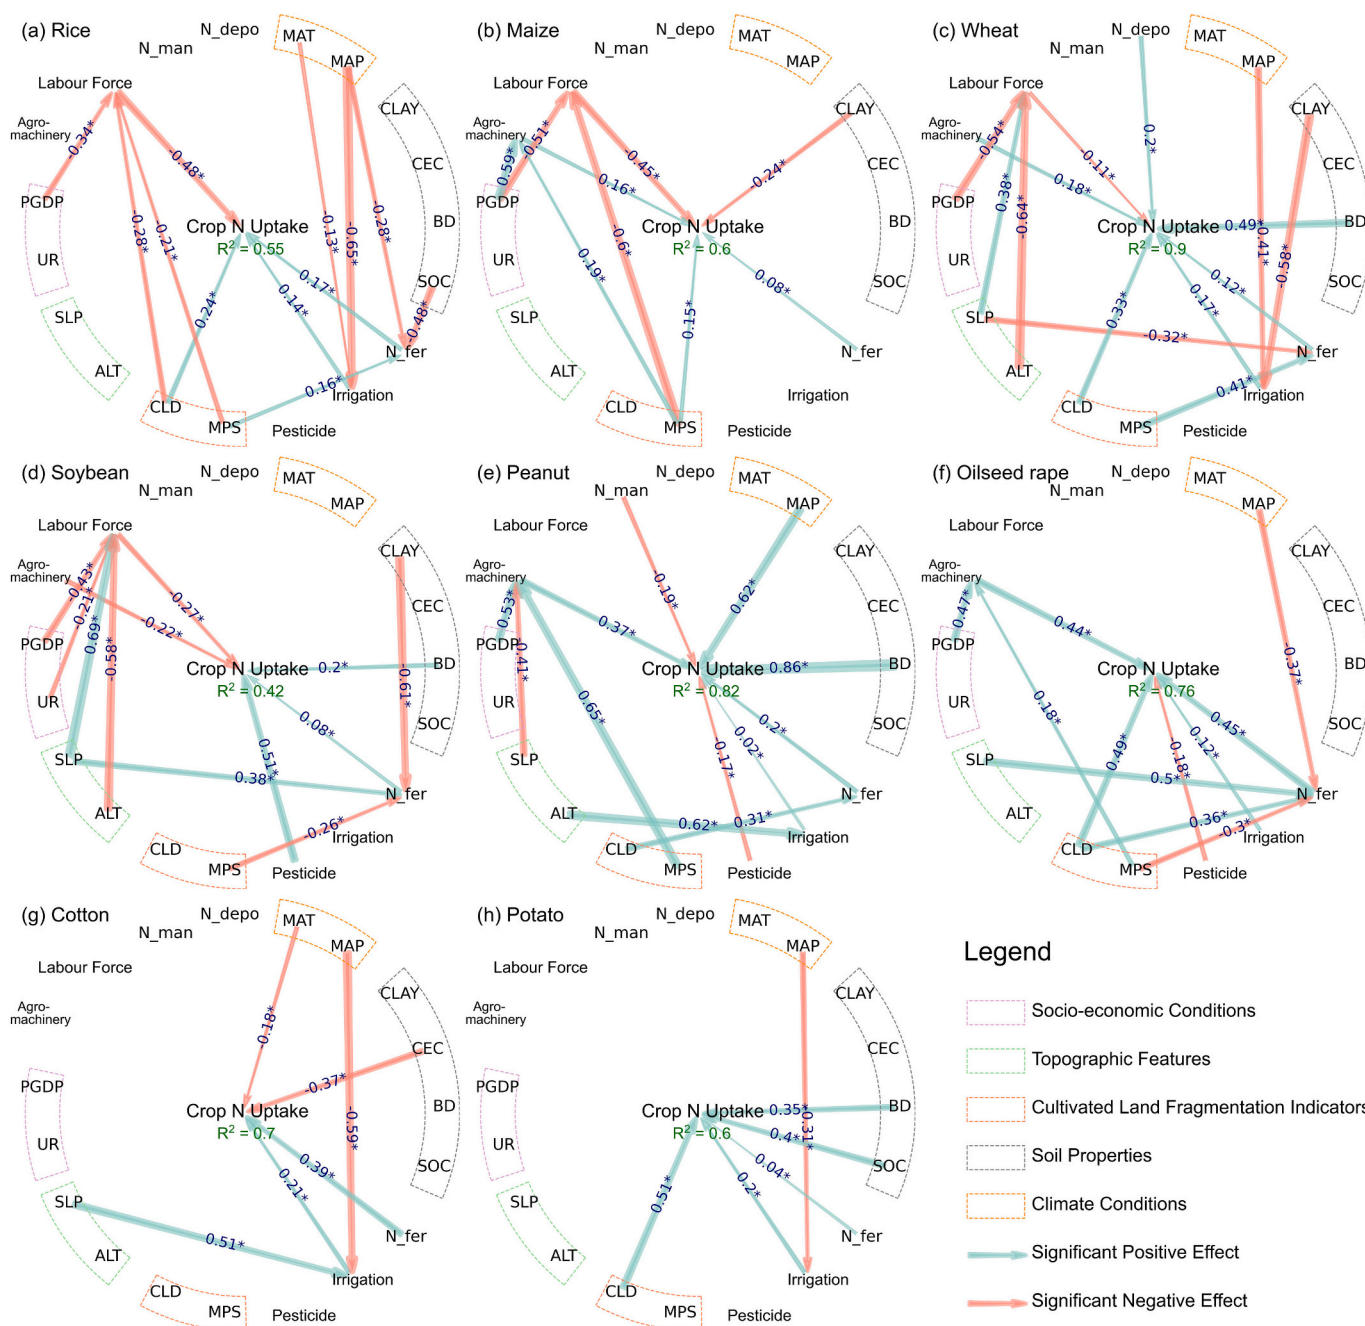 (a) Rice
N_depo
MAT
N_man
MAP
Labour Force
CLAY
Agro-
machinery
-0.34*
-0.48*
CEC
PGDP
BD
Crop N Uptake
R² = 0.55
-0.28*
-0.21*
-0.13*
-0.65*
-0.28*
UR
SOC
0.17*
0.14*
0.24*
-0.48*
SLP
N_fer
ALT
0.16*
Irrigation
CLD
MPS
Pesticide
(b) Maize
N_depo
MAT
N_man
MAP
Labour Force
CLAY
Agro-
machinery
-0.51*
0.59*
-0.45*
0.16*
-0.24*
CEC
PGDP
BD
Crop N Uptake
R² = 0.6
-0.6*
0.19*
UR
SOC
0.08*
0.15*
SLP
N_fer
ALT
Irrigation
CLD
MPS
Pesticide
(c) Wheat
N_depo
MAT
N_man
MAP
Labour Force
CLAY
Agro-
machinery
-0.54*
-0.11*
0.2*
0.18*
0.38*
-0.64*
CEC
PGDP
BD
Crop N Uptake
0.49*
R² = 0.9
-0.41*
-0.58*
UR
SOC
0.12*
0.17*
0.33*
SLP
-0.32*
N_fer
ALT
0.41*
Irrigation
CLD
MPS
Pesticide
(d) Soybean
N_depo
MAT
N_man
MAP
Labour Force
CLAY
Agro-
machinery
-0.43*
-0.21*
-0.27*
-0.22*
0.69*
-0.58*
CEC
PGDP
BD
Crop N Uptake
0.2*
R² = 0.42
-0.61*
UR
SOC
0.08*
0.51*
SLP
0.38*
N_fer
ALT
-0.26*
Irrigation
CLD
MPS
Pesticide
(e) Peanut
N_depo
MAT
N_man
MAP
Labour Force
CLAY
Agro-
machinery
0.53*
-0.41*
0.37*
-0.19*
0.62*
CEC
PGDP
BD
Crop N Uptake
0.86*
R² = 0.82
0.65*
UR
SOC
0.2*
0.02*
-0.17*
SLP
N_fer
ALT
0.62*
0.31*
Irrigation
CLD
MPS
Pesticide
(f) Oilseed rape
N_depo
MAT
N_man
MAP
Labour Force
CLAY
Agro-
machinery
0.47*
0.44*
CEC
PGDP
BD
Crop N Uptake
R² = 0.76
-0.37*
0.18*
UR
SOC
0.45*
0.12*
-0.18*
0.49*
SLP
0.5*
N_fer
ALT
0.36*
-0.3*
Irrigation
CLD
MPS
Pesticide
(g) Cotton
N_depo
MAT
N_man
MAP
Labour Force
CLAY
Agro-
machinery
-0.18*
CEC
-0.37*
PGDP
BD
Crop N Uptake
R² = 0.7
-0.59*
UR
SOC
0.39*
0.21*
SLP
0.51*
N_fer
ALT
Irrigation
CLD
MPS
Pesticide
(h) Potato
N_depo
MAT
N_man
MAP
Labour Force
CLAY
Agro-
machinery
CEC
PGDP
BD
Crop N Uptake
0.35*
R² = 0.6
0.4*
-0.31*
UR
SOC
0.04*
0.2*
0.51*
SLP
N_fer
ALT
Irrigation
CLD
MPS
Pesticide
Legend
Socio-economic Conditions
Topographic Features
Cultivated Land Fragmentation Indicators
Soil Properties
Climate Conditions
Significant Positive Effect
Significant Negative Effect